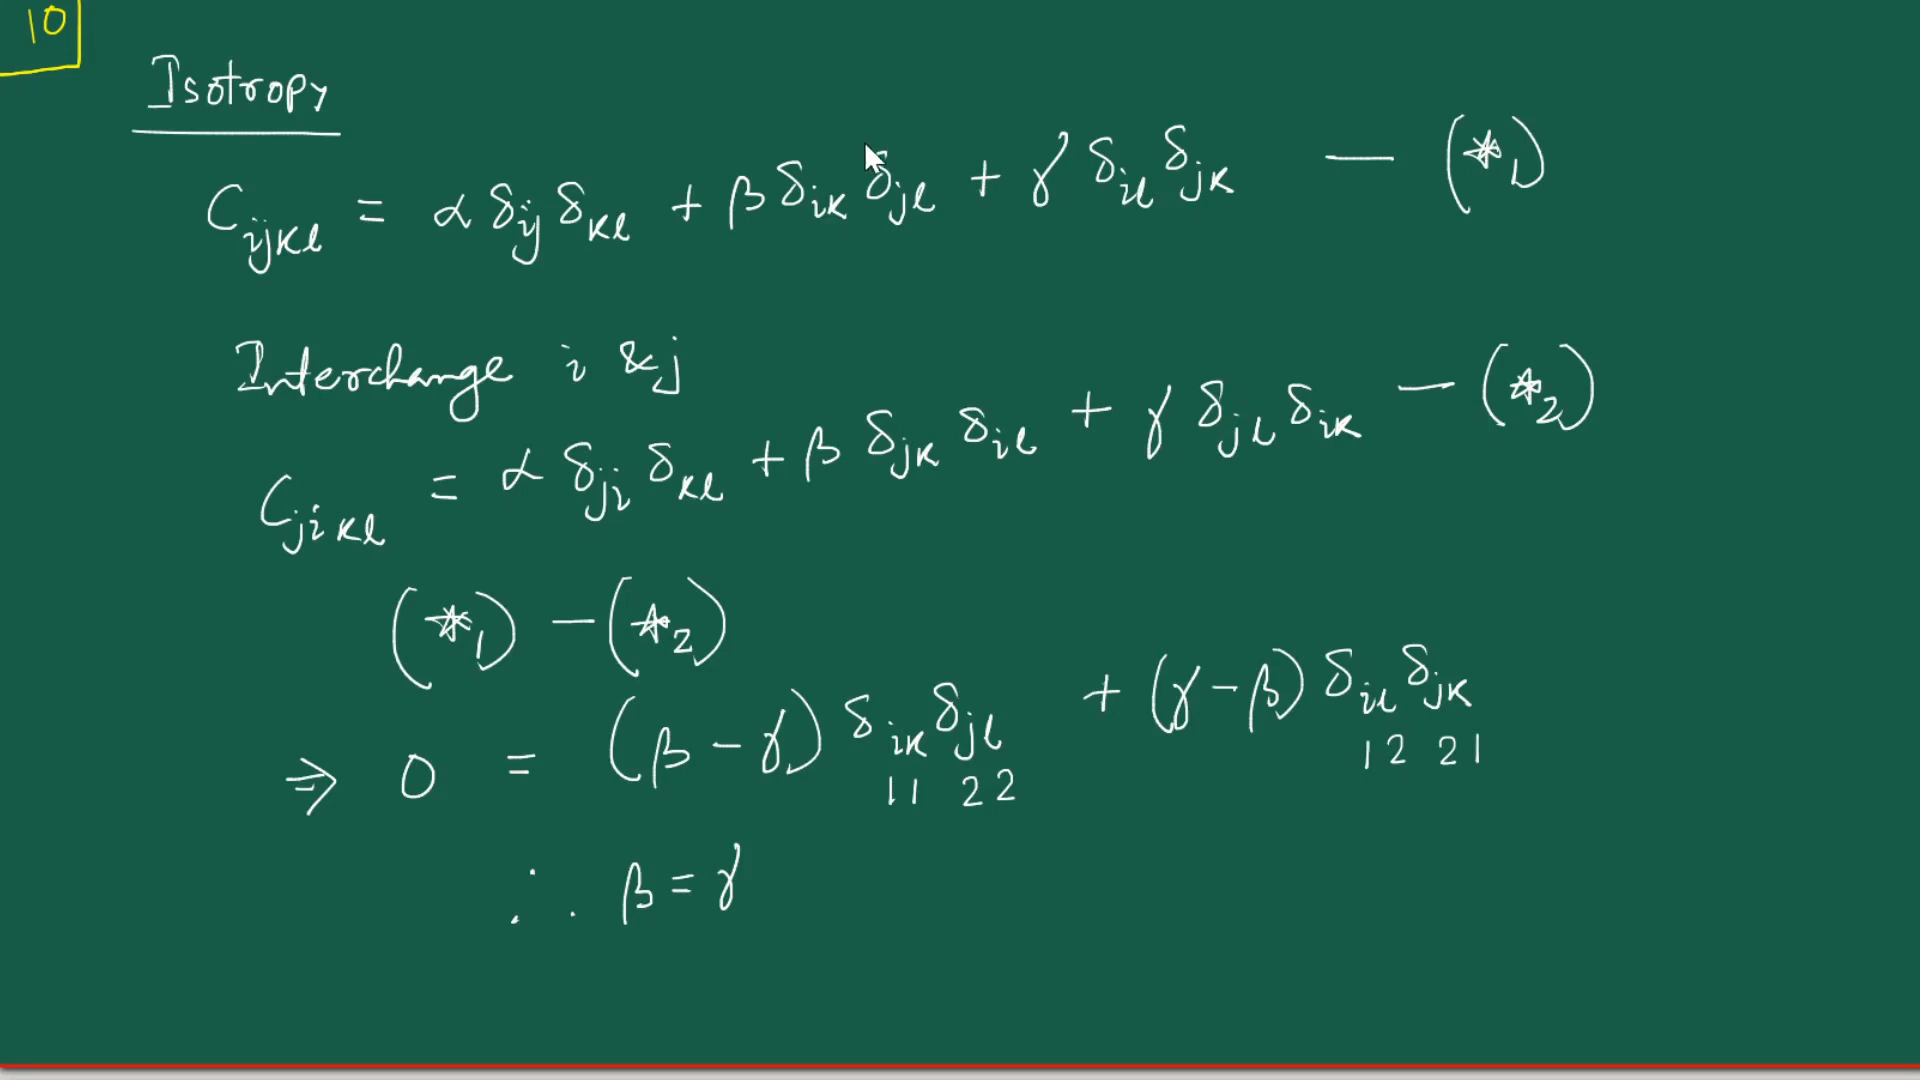 10
Isotropy
C_ijkl = α δ_ij δ_kl + β δ_ik δ_jl + γ δ_il δ_jk — (*1)
Interchange i & j
C_jikl = α δ_ji δ_kl + β δ_jk δ_il + γ δ_jl δ_ik — (*2)
(*1) — (*2)
⇒ 0 = (β - γ) δ_ik δ_jl + (γ - β) δ_il δ_jk
11 22 12 21
∴ β = γ